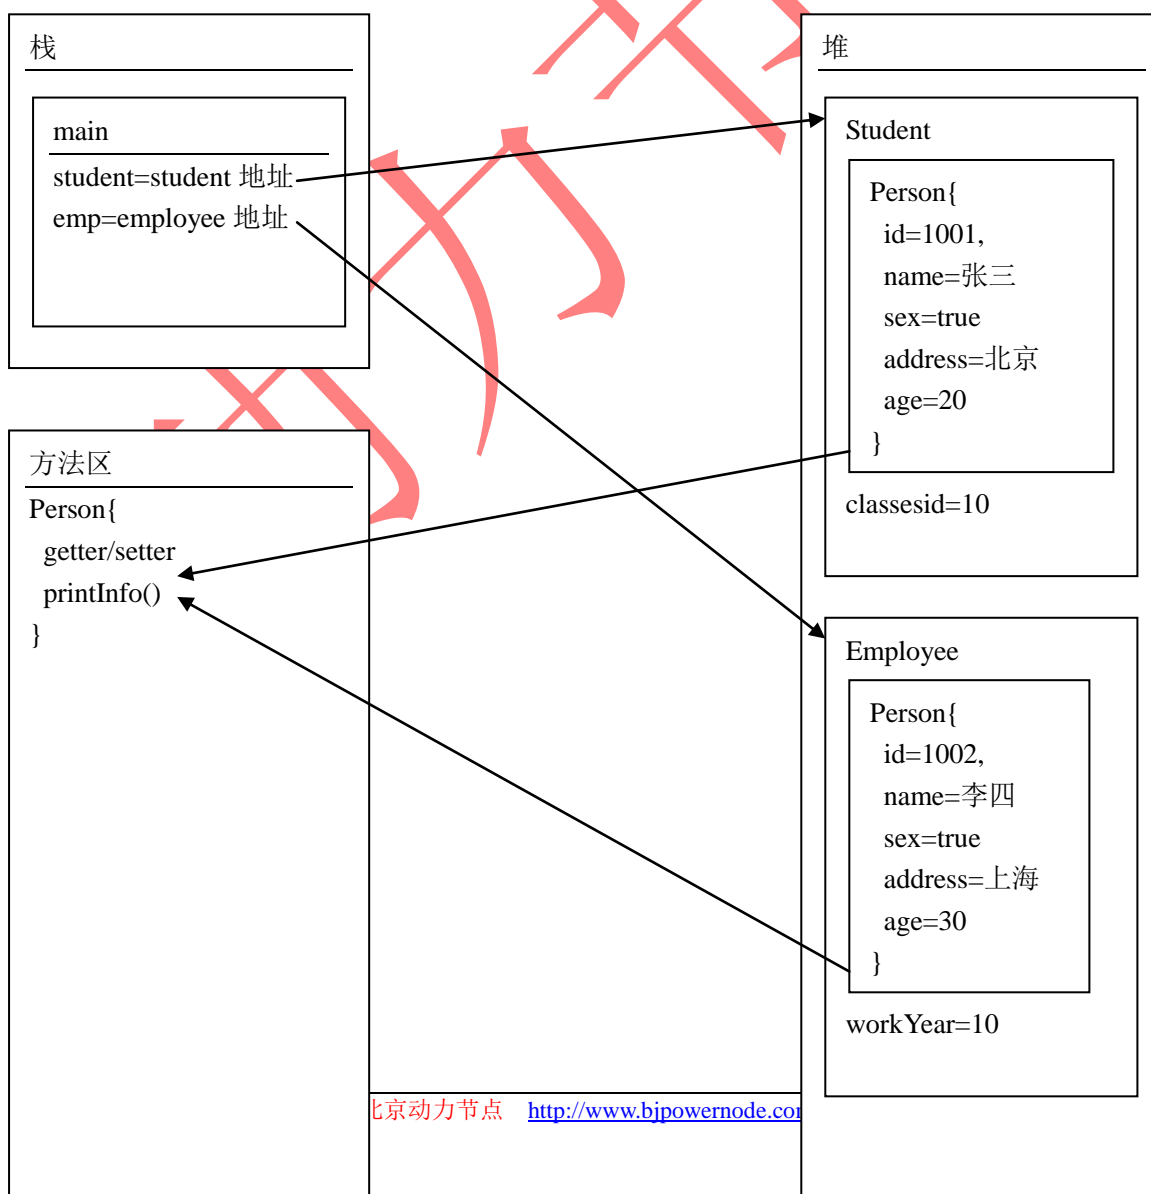 栈
main
student=student 地址
emp=employee 地址
方法区
Person{
getter/setter
printInfo()
}
堆
Student
Person{
id=1001,
name=张三
sex=true
address=北京
age=20
}
classesid=10
Employee
Person{
id=1002,
name=李四
sex=true
address=上海
age=30
}
workYear=10
北京动力节点 http://www.bjpowernode.com